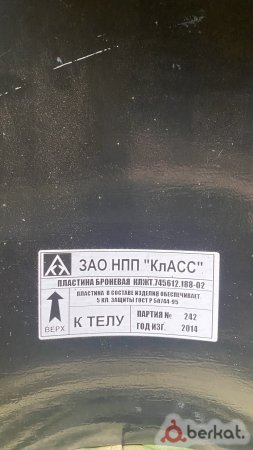 ЗАО НПП "КлАСС"
ПЛАСТИНА БРОНЕВАЯ КЛЖТ.745612.188-02
ПЛАСТИНА В СОСТАВЕ ИЗДЕЛИЯ ОБЕСПЕЧИВАЕТ
5 КЛ. ЗАЩИТЫ ГОСТ Р 50744-95
ВЕРХ
К ТЕЛУ
ПАРТИЯ № 242
ГОД ИЗГ. 2014
berkat.